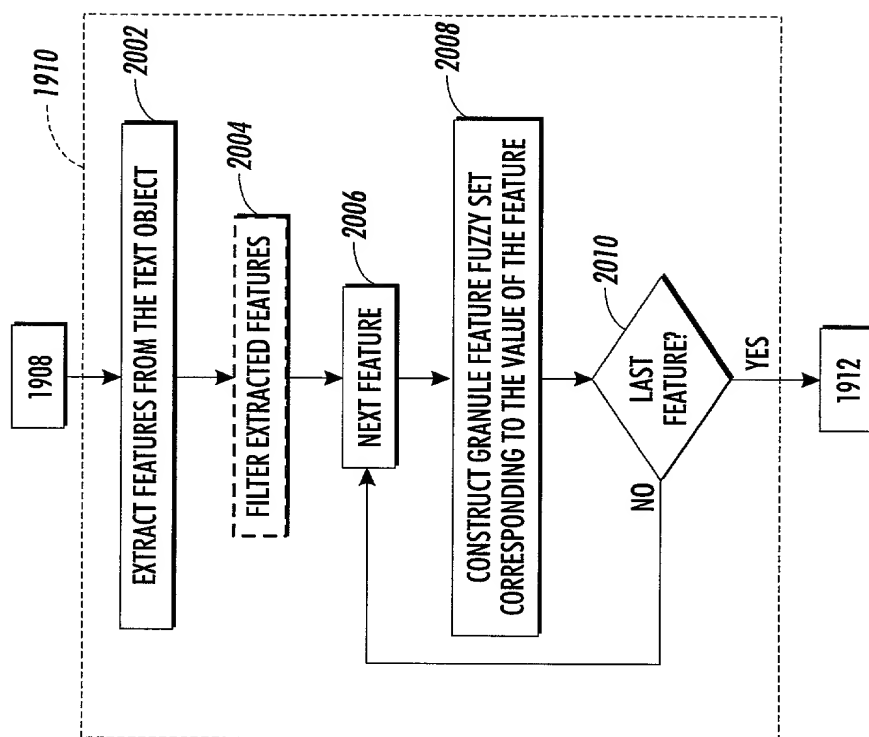 1908
1910
EXTRACT FEATURES FROM THE TEXT OBJECT
2002
FILTER EXTRACTED FEATURES
2004
NEXT FEATURE
2006
CONSTRUCT GRANULE FEATURE FUZZY SET
CORRESPONDING TO THE VALUE OF THE FEATURE
2008
LAST
FEATURE?
2010
NO
YES
1912